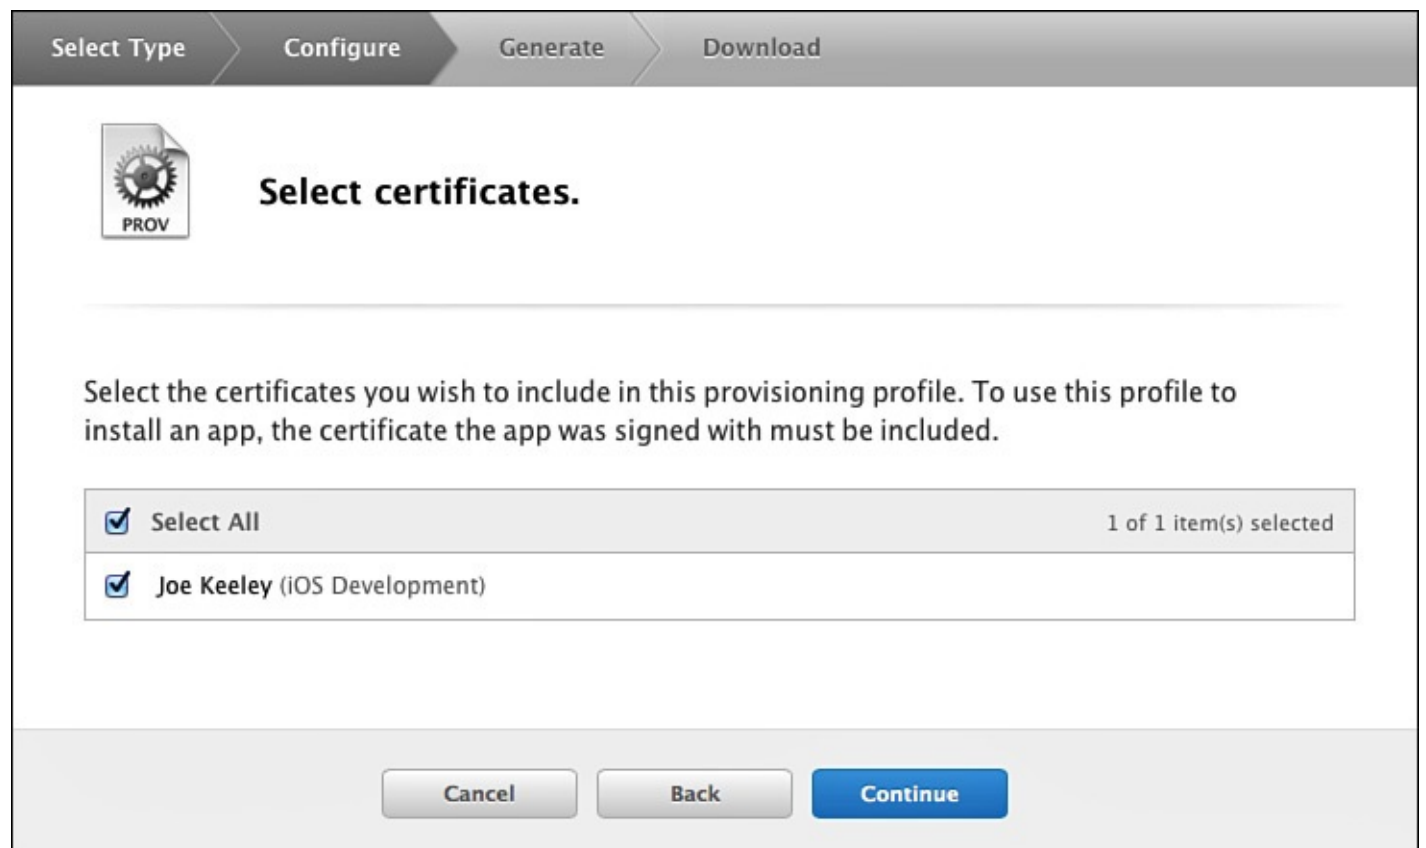 Select Type Configure Generate Download
PROV
Select certificates.
Select the certificates you wish to include in this provisioning profile. To use this profile to
install an app, the certificate the app was signed with must be included.
Select All 1 of 1 item(s) selected
Joe Keeley (iOS Development)
Cancel Back Continue